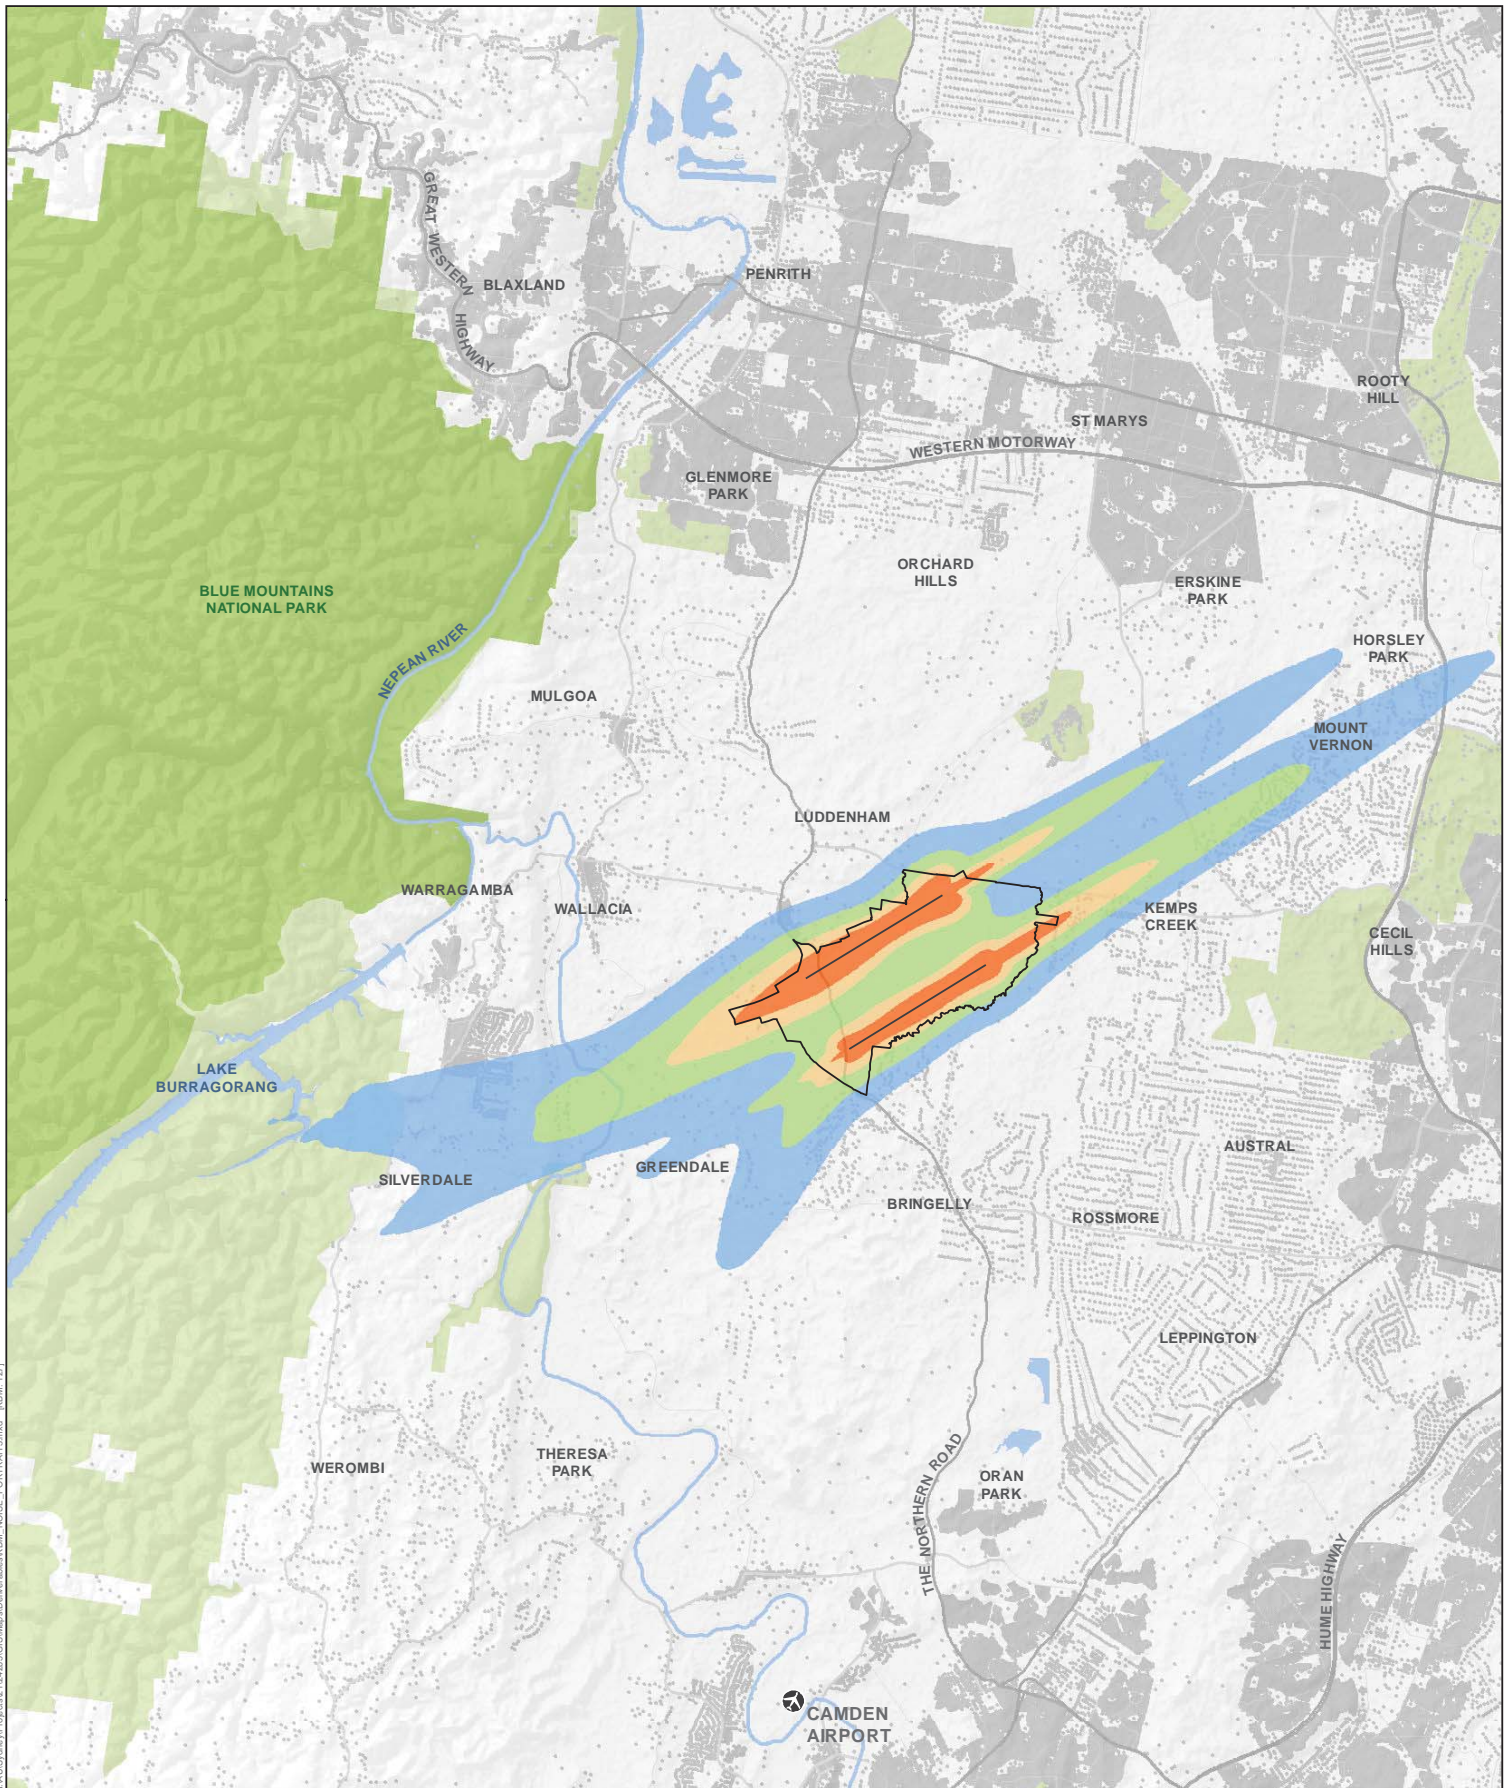 GREAT WESTERN HIGHWAY
BLAXLAND
PENRITH
ROOTY
HILL
ST MARYS
WESTERN MOTORWAY
GLENMORE
PARK
ORCHARD
HILLS
ERSKINE
PARK
BLUE MOUNTAINS
NATIONAL PARK
NEPEAN RIVER
HORSLEY
PARK
MULGOA
MOUNT
VERNON
LUDDENHAM
WARRAGAMBA
WALLACIA
KEMPS
CREEK
CECIL
HILLS
LAKE
BURRAGORANG
AUSTRAL
SILVERDALE
GREENDALE
BRINGELLY
ROSSMORE
LEPPINGTON
THERESA
PARK
WEROMBI
ORAN
PARK
THE NORTHERN ROAD
HUME HIGHWAY
CAMDEN
AIRPORT